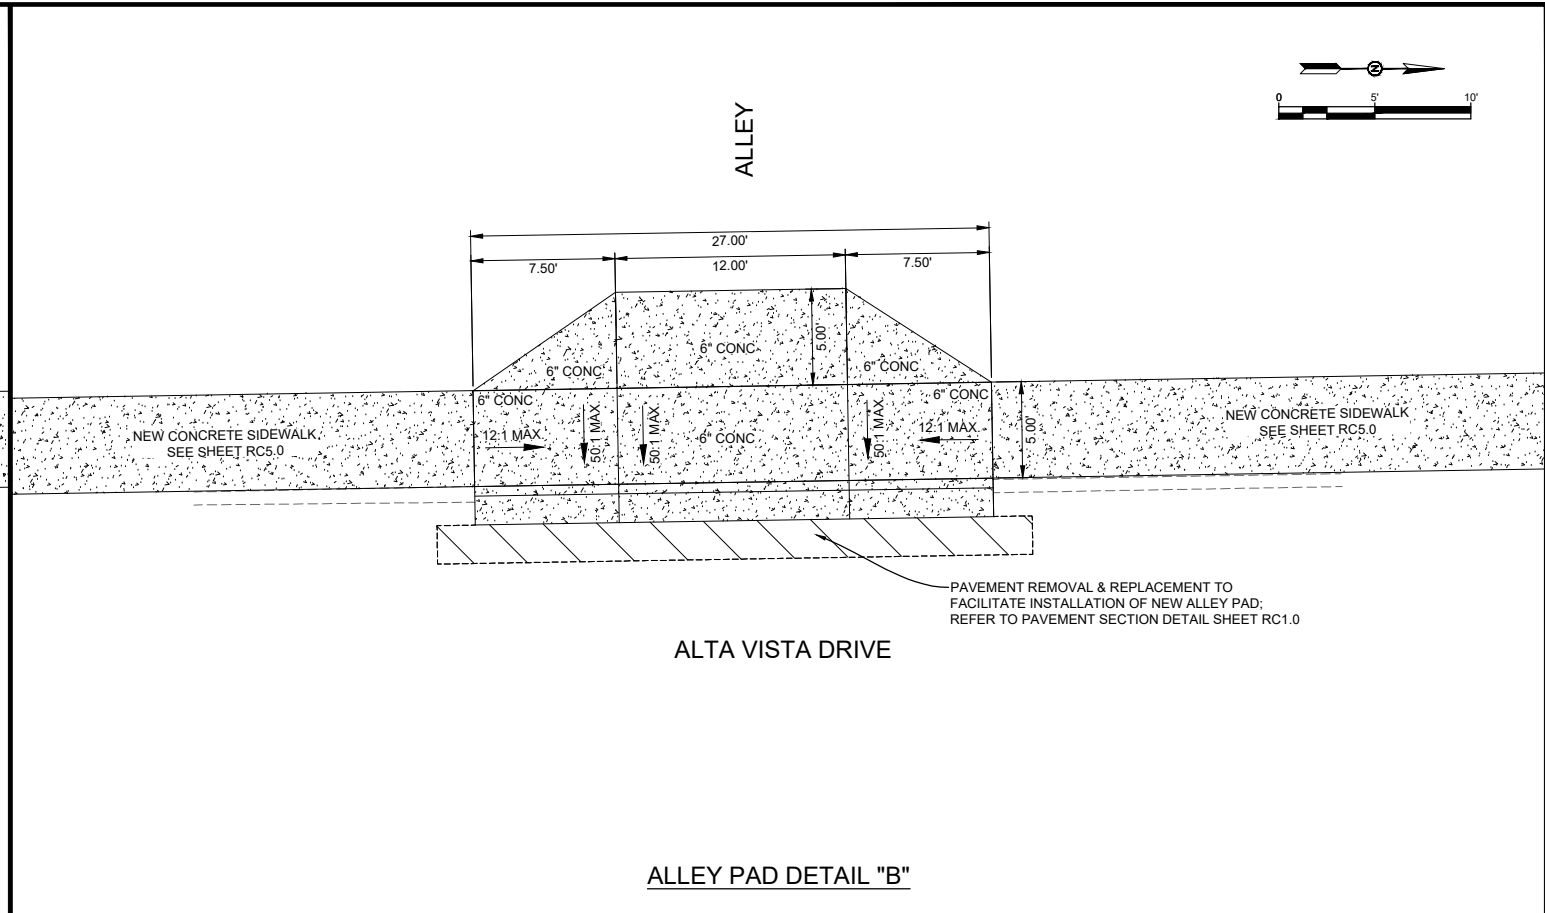 N
0 5' 10'
ALLEY
27.00'
7.50' 12.00' 7.50'
5.00'
6" CONC
6" CONC
6" CONC
6" CONC
6" CONC
12:1 MAX.
50:1 MAX.
50:1 MAX.
6" CONC
50:1 MAX.
12:1 MAX.
5.00'
NEW CONCRETE SIDEWALK,
SEE SHEET RC5.0
NEW CONCRETE SIDEWALK
SEE SHEET RC5.0
PAVEMENT REMOVAL & REPLACEMENT TO
FACILITATE INSTALLATION OF NEW ALLEY PAD;
REFER TO PAVEMENT SECTION DETAIL SHEET RC1.0
ALTA VISTA DRIVE
ALLEY PAD DETAIL "B"